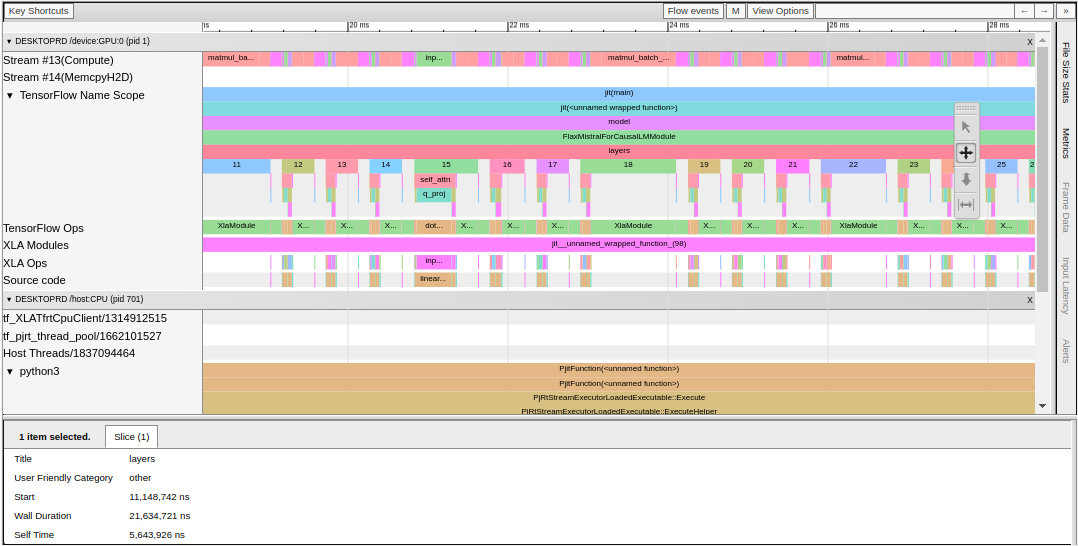 Key Shortcuts
Flow events M View Options ← → »
20 ms 22 ms 24 ms 26 ms 28 ms
▾ DESKTOPRD /device:GPU:0 (pid 1) X
Stream #13(Compute) matmul_ba... inp... matmul_batch_... matmul...
Stream #14(MemcpyH2D)
▾ TensorFlow Name Scope jit(main)
jit(<unnamed wrapped function>)
model
FlaxMistralForCausalLMModule
layers
11 12 13 14 15 16 17 18 19 20 21 22 23 25 2
self_attn
q_proj
TensorFlow Ops XlaModule X... X... X... dot... X... X... X... XlaModule X... X... X... XlaModule X... X... X...
XLA Modules jit__unnamed_wrapped_function_(98)
XLA Ops inp...
Source code linear...
▾ DESKTOPRD /host:CPU (pid 701) X
tf_XLATfrtCpuClient/1314912515
tf_pjrt_thread_pool/1662101527
Host Threads/1837094464
▾ python3 PjitFunction(<unnamed function>)
PjitFunction(<unnamed function>)
PjRtStreamExecutorLoadedExecutable::Execute
PjRtStreamExecutorLoadedExecutable::ExecuteHelper
File Size Stats
Metrics
Frame Data
Input Latency
Alerts
1 item selected. Slice (1)
Title layers
User Friendly Category other
Start 11,148,742 ns
Wall Duration 21,634,721 ns
Self Time 5,643,926 ns